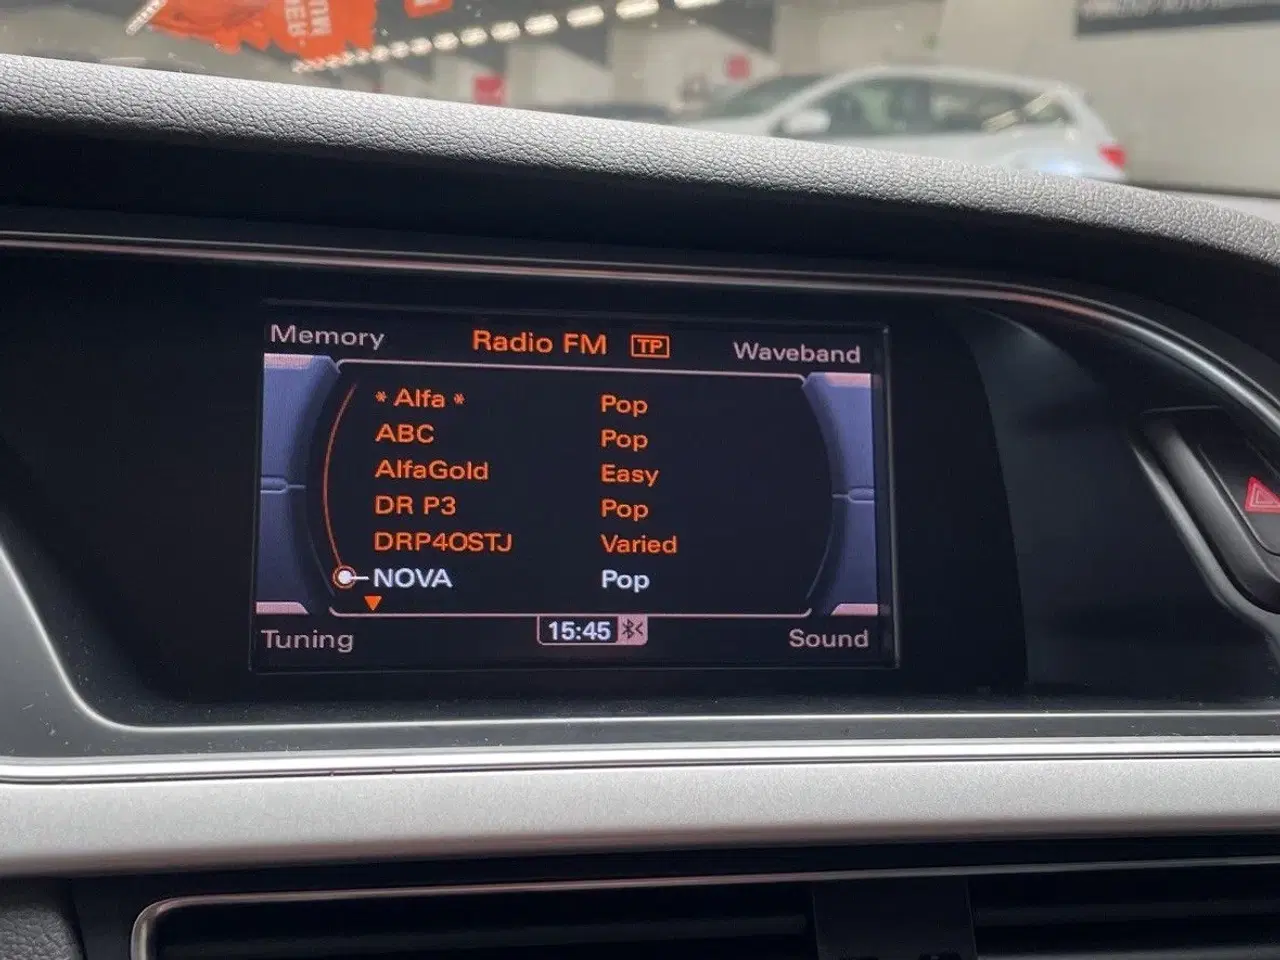 Memory Radio FM TP Waveband
* Alfa * Pop
ABC Pop
AlfaGold Easy
DR P3 Pop
DRP4OSTJ Varied
NOVA Pop
Tuning 15:45 Sound